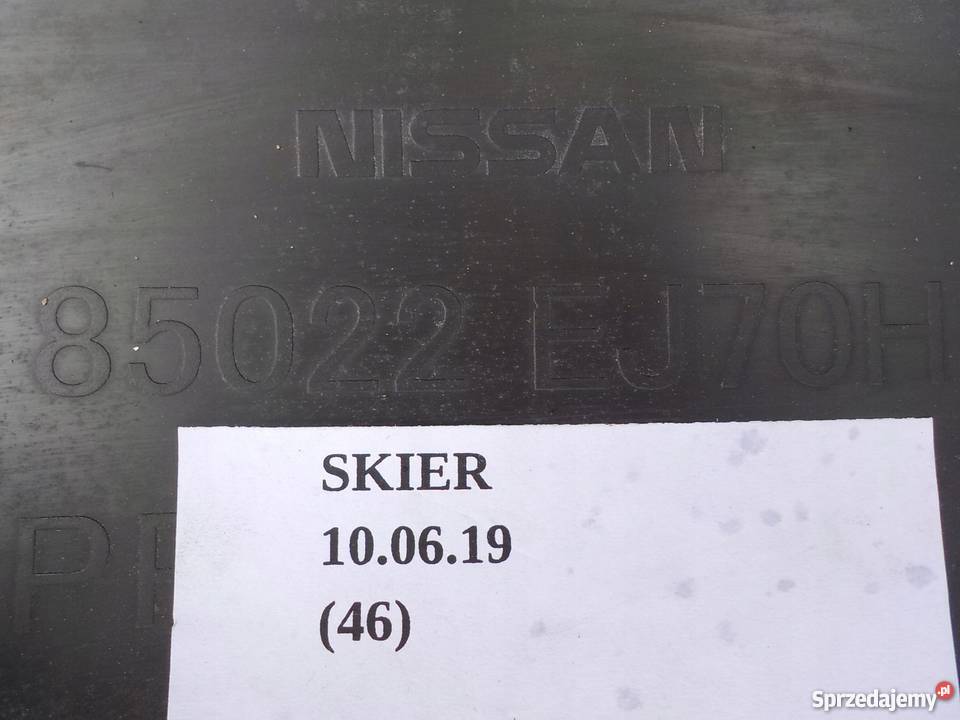 NISSAN
85022 EJ70H
SKIER
10.06.19
(46)
Sprzedajemy.pl